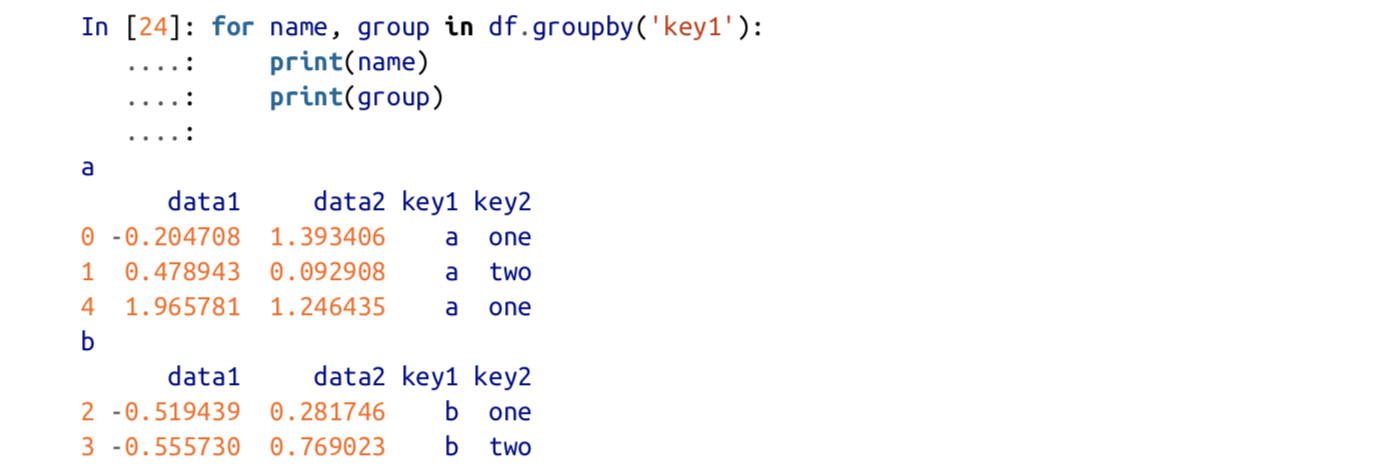 In [24]: for name, group in df.groupby('key1'):
   ....:     print(name)
   ....:     print(group)
   ....:
a
      data1     data2 key1 key2
0 -0.204708  1.393406    a  one
1  0.478943  0.092908    a  two
4  1.965781  1.246435    a  one
b
      data1     data2 key1 key2
2 -0.519439  0.281746    b  one
3 -0.555730  0.769023    b  two